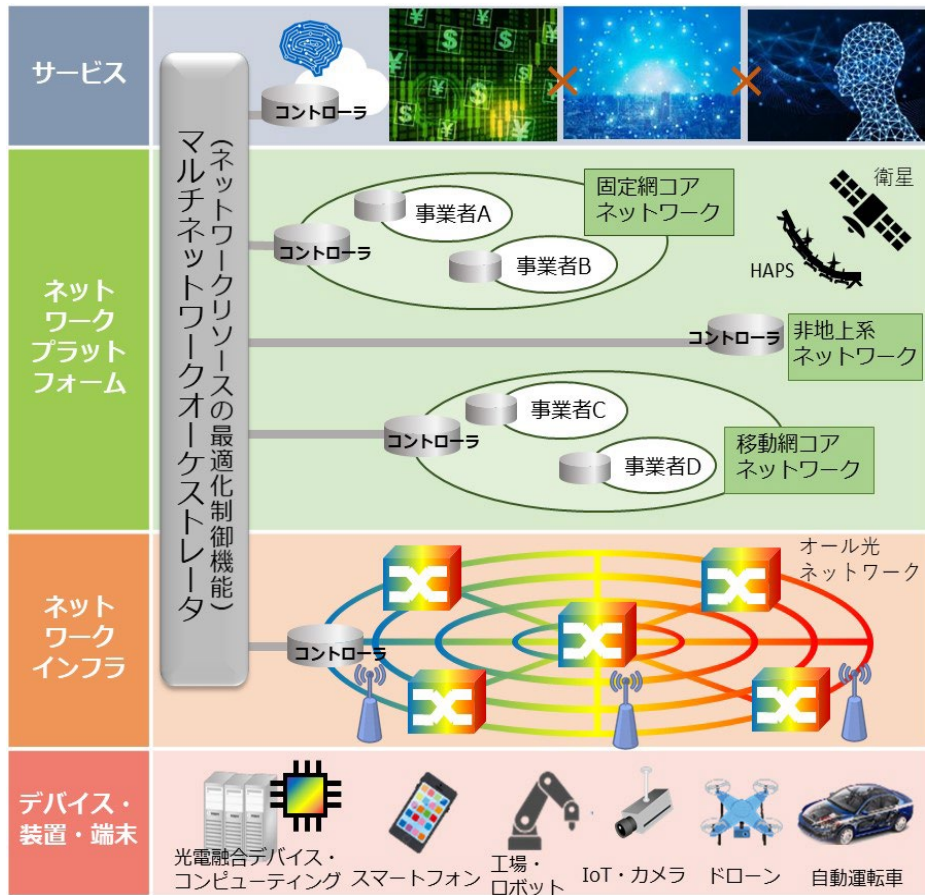 サービス
コントローラ
マルチネットワークオーケストレータ
(ネットワークリソースの最適化制御機能)
ネット
ワーク
プラット
フォーム
コントローラ
事業者A
事業者B
固定網コア
ネットワーク
衛星
HAPS
コントローラ
非地上系
ネットワーク
コントローラ
事業者C
事業者D
移動網コア
ネットワーク
ネット
ワーク
インフラ
コントローラ
オール光
ネットワーク
デバイス・
装置・端末
光電融合デバイス・
コンピューティング
スマートフォン
工場・
ロボット
IoT・カメラ
ドローン
自動運転車